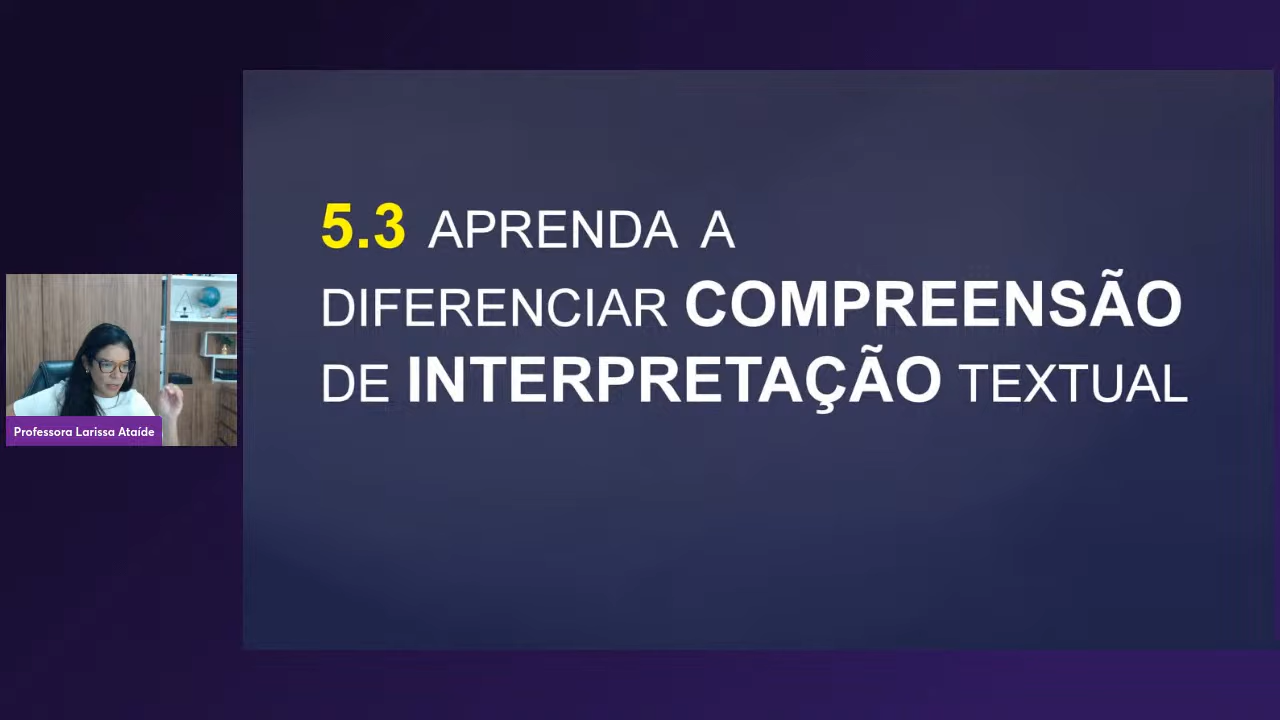 5.3 APRENDA A
DIFERENCIAR COMPREENSÃO
DE INTERPRETAÇÃO TEXTUAL
Professora Larissa Ataíde